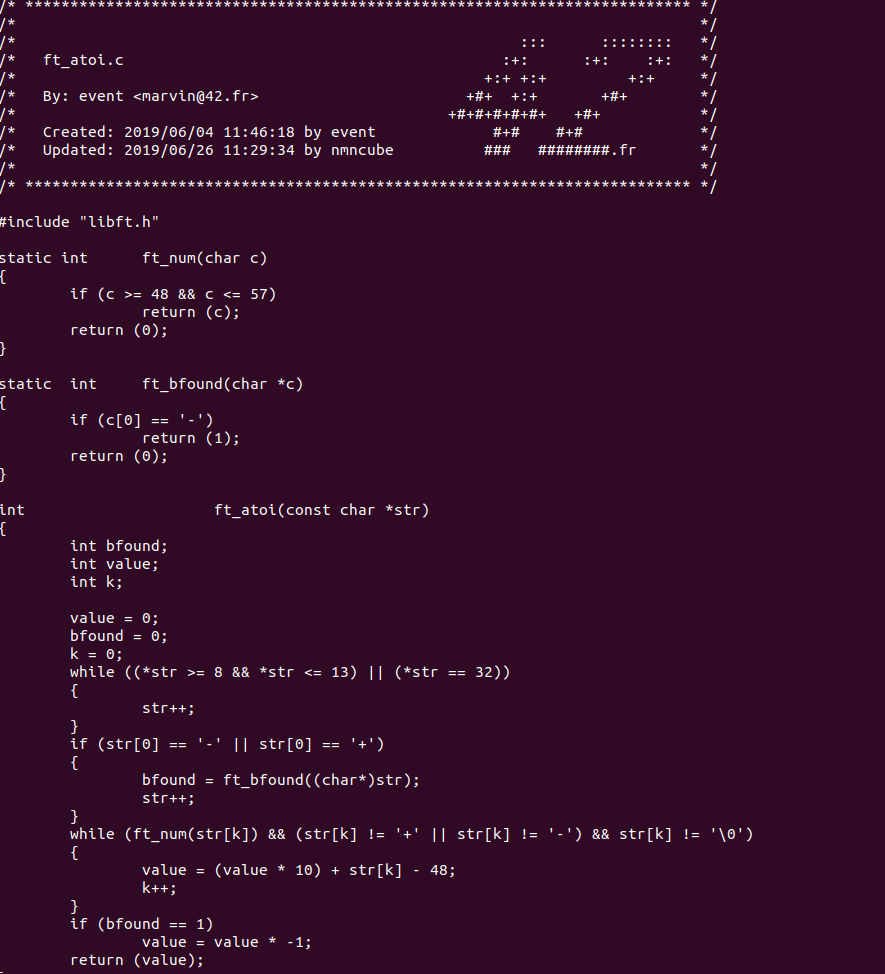 /* ************************************************************************** */
/*                                                                            */
/*                                                        :::      ::::::::   */
/*   ft_atoi.c                                          :+:      :+:    :+:   */
/*                                                    +:+ +:+         +:+     */
/*   By: event <marvin@42.fr>                       +#+  +:+       +#+        */
/*                                                +#+#+#+#+#+   +#+           */
/*   Created: 2019/06/04 11:46:18 by event             #+#    #+#             */
/*   Updated: 2019/06/26 11:29:34 by nmncube          ###   ########.fr       */
/*                                                                            */
/* ************************************************************************** */
#include "libft.h"
static int      ft_num(char c)
{
        if (c >= 48 && c <= 57)
                return (c);
        return (0);
}
static  int     ft_bfound(char *c)
{
        if (c[0] == '-')
                return (1);
        return (0);
}
int                     ft_atoi(const char *str)
{
        int bfound;
        int value;
        int k;
        value = 0;
        bfound = 0;
        k = 0;
        while ((*str >= 8 && *str <= 13) || (*str == 32))
        {
                str++;
        }
        if (str[0] == '-' || str[0] == '+')
        {
                bfound = ft_bfound((char*)str);
                str++;
        }
        while (ft_num(str[k]) && (str[k] != '+' || str[k] != '-') && str[k] != '\0')
        {
                value = (value * 10) + str[k] - 48;
                k++;
        }
        if (bfound == 1)
                value = value * -1;
        return (value);